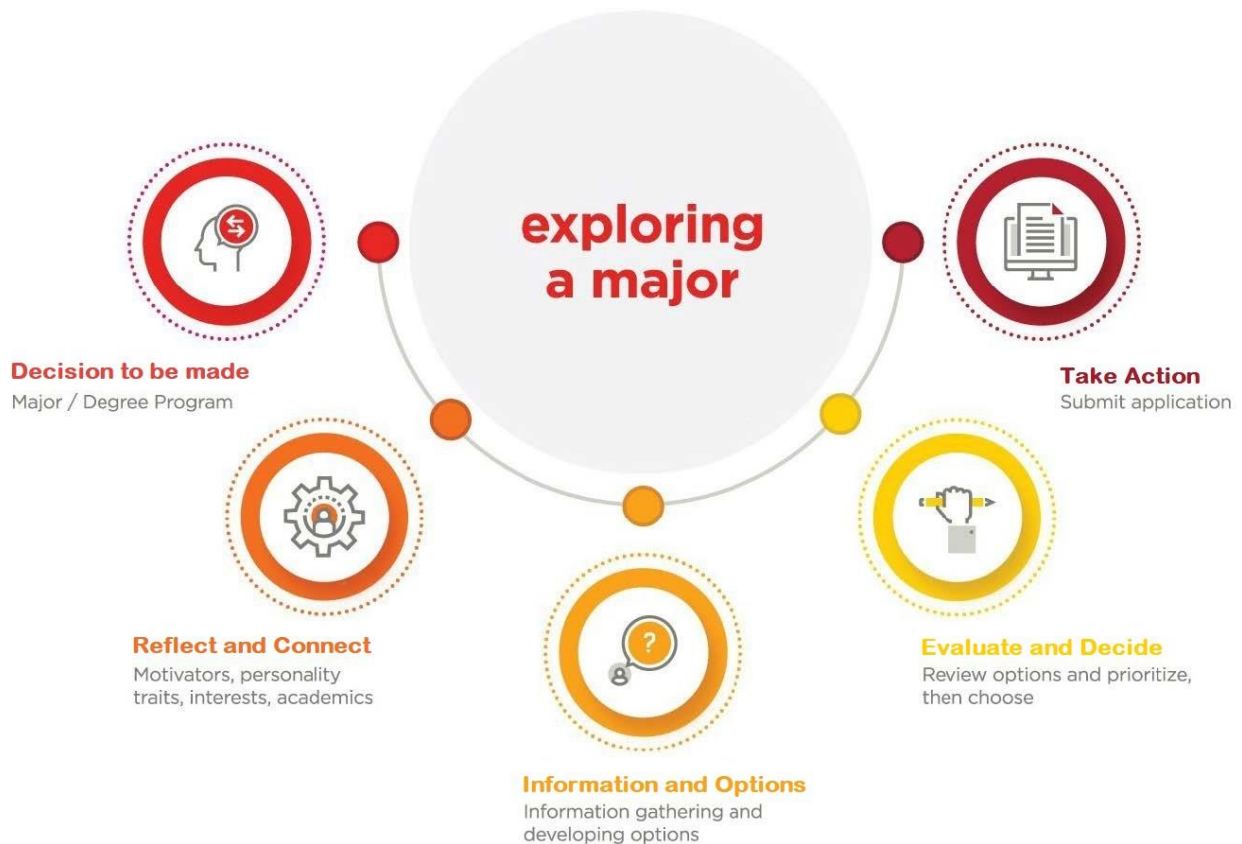 exploring
a major
Decision to be made
Major / Degree Program
Reflect and Connect
Motivators, personality
traits, interests, academics
?
Information and Options
Information gathering and
developing options
Evaluate and Decide
Review options and prioritize,
then choose
Take Action
Submit application